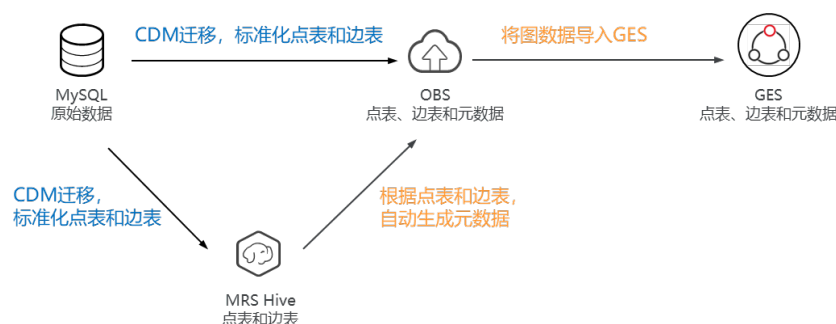 CDM迁移，标准化点表和边表
将图数据导入GES
MySQL
原始数据
OBS
点表、边表和元数据
GES
点表、边表和元数据
CDM迁移，
标准化点表和边表
根据点表和边表，
自动生成元数据
MRS Hive
点表和边表